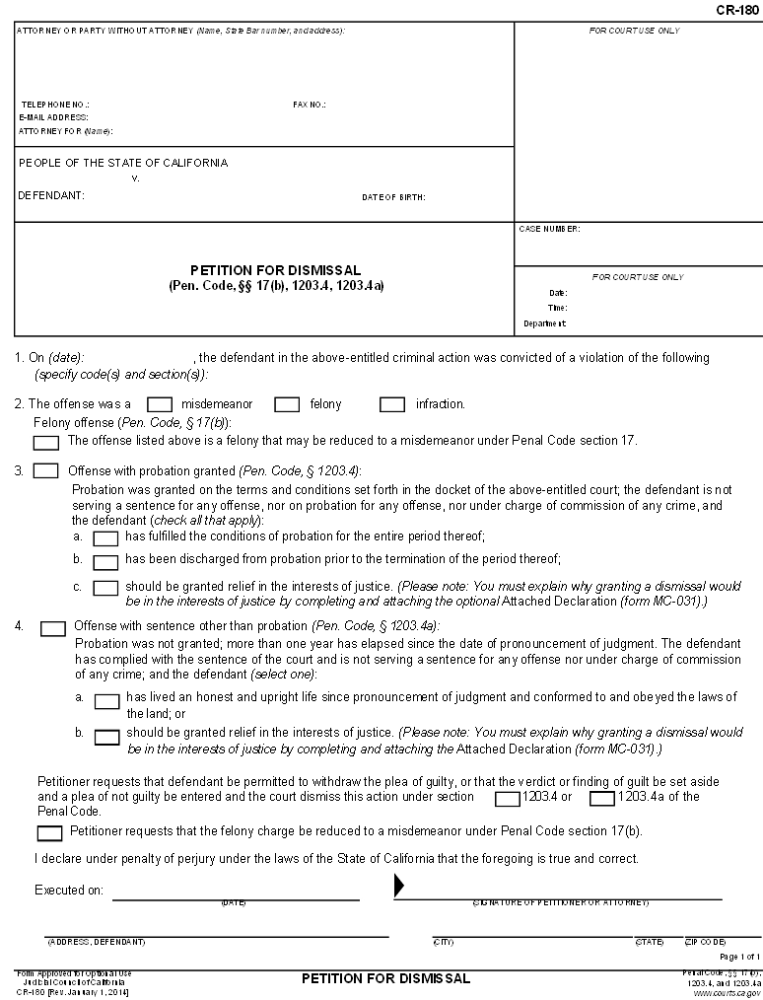 CR-180
ATTORNEY OR PARTY WITHOUT ATTORNEY (Name, State Bar number, and address):
FOR COURT USE ONLY
TELEPHONE NO.: FAX NO.:
E-MAIL ADDRESS:
ATTORNEY FOR (Name):
PEOPLE OF THE STATE OF CALIFORNIA
v.
DEFENDANT: DATE OF BIRTH:
CASE NUMBER:
PETITION FOR DISMISSAL
(Pen. Code, §§ 17(b), 1203.4, 1203.4a)
FOR COURT USE ONLY
Date:
Time:
Department:
1. On (date): , the defendant in the above-entitled criminal action was convicted of a violation of the following
(specify code(s) and section(s)):
2. The offense was a misdemeanor felony infraction.
Felony offense (Pen. Code, § 17(b)):
The offense listed above is a felony that may be reduced to a misdemeanor under Penal Code section 17.
3. Offense with probation granted (Pen. Code, § 1203.4):
Probation was granted on the terms and conditions set forth in the docket of the above-entitled court; the defendant is not
serving a sentence for any offense, nor on probation for any offense, nor under charge of commission of any crime, and
the defendant (check all that apply):
a. has fulfilled the conditions of probation for the entire period thereof;
b. has been discharged from probation prior to the termination of the period thereof;
c. should be granted relief in the interests of justice. (Please note: You must explain why granting a dismissal would
be in the interests of justice by completing and attaching the optional Attached Declaration (form MC-031).)
4. Offense with sentence other than probation (Pen. Code, § 1203.4a):
Probation was not granted; more than one year has elapsed since the date of pronouncement of judgment. The defendant
has complied with the sentence of the court and is not serving a sentence for any offense nor under charge of commission
of any crime; and the defendant (select one):
a. has lived an honest and upright life since pronouncement of judgment and conformed to and obeyed the laws of
the land; or
b. should be granted relief in the interests of justice. (Please note: You must explain why granting a dismissal would
be in the interests of justice by completing and attaching the Attached Declaration (form MC-031).)
Petitioner requests that defendant be permitted to withdraw the plea of guilty, or that the verdict or finding of guilt be set aside
and a plea of not guilty be entered and the court dismiss this action under section 1203.4 or 1203.4a of the
Penal Code.
Petitioner requests that the felony charge be reduced to a misdemeanor under Penal Code section 17(b).
I declare under penalty of perjury under the laws of the State of California that the foregoing is true and correct.
Executed on:
(DATE) (SIGNATURE OF PETITIONER OR ATTORNEY)
(ADDRESS, DEFENDANT) (CITY) (STATE) (ZIP CODE)
Page 1 of 1
Form Approved for Optional Use
Judicial Council of California
CR-180 [Rev. January 1, 2014]
PETITION FOR DISMISSAL
Penal Code, §§ 17(b),
1203.4, and 1203.4a
www.courts.ca.gov